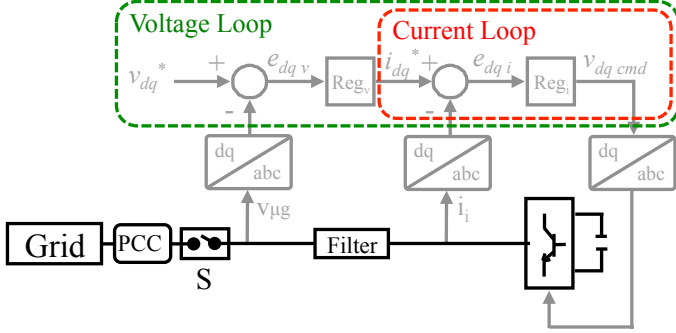 Voltage Loop
Current Loop
v_dq*
+
-
e_dq v
Reg_v
i_dq*
+
-
e_dq i
Reg_i
v_dq cmd
dq
abc
dq
abc
dq
abc
vμg
i_i
Grid
PCC
S
Filter